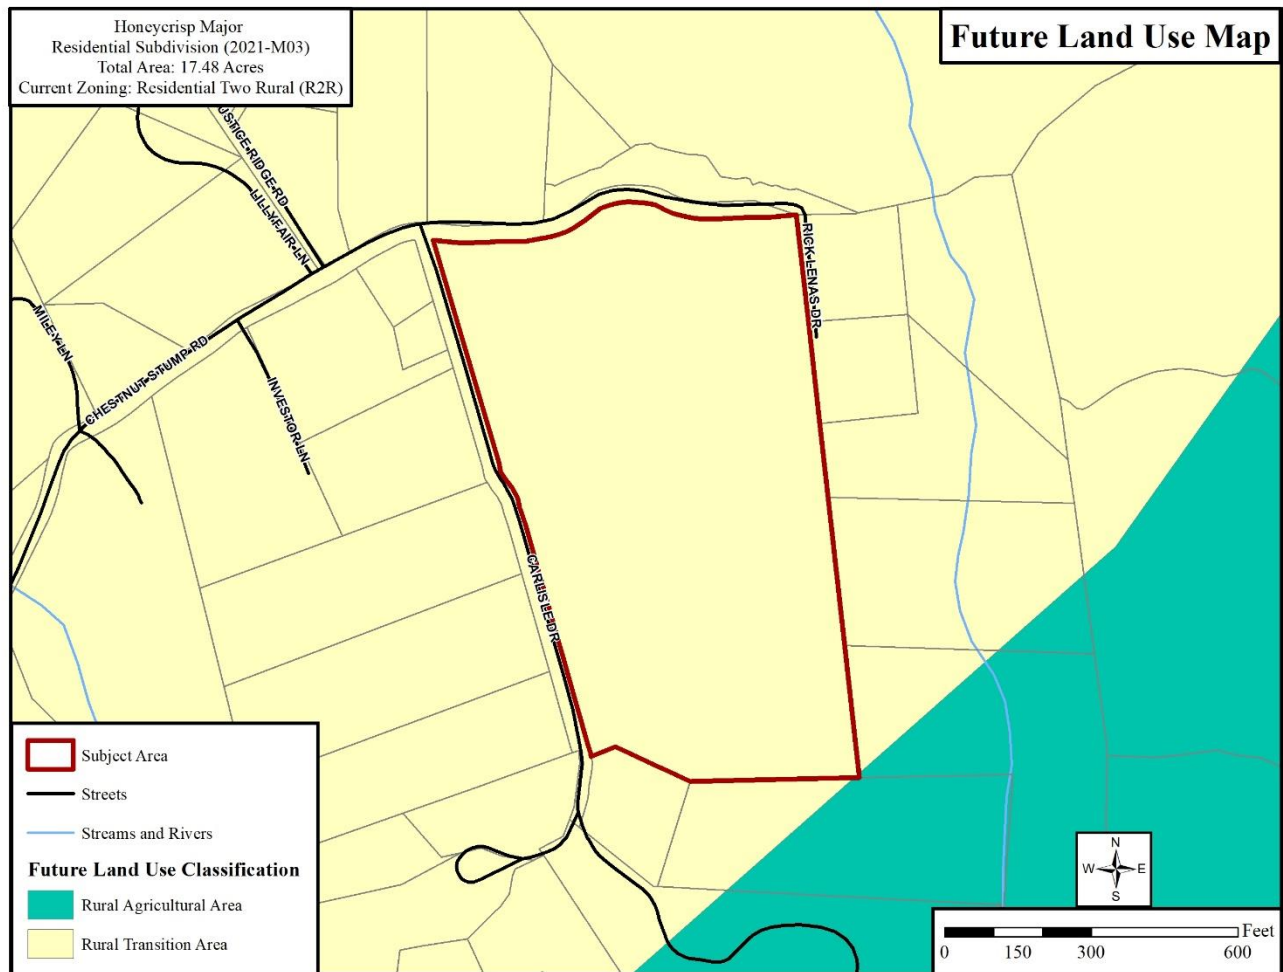 Honeycrisp Major
Residential Subdivision (2021-M03)
Total Area: 17.48 Acres
Current Zoning: Residential Two Rural (R2R)
Future Land Use Map
USTICE RIDGE RD
LILLYFAIR LN
RICK LENAS DR
MILEY LN
CHESTNUT STUMP RD
INVESTOR LN
CARLISLE DR
Subject Area
Streets
Streams and Rivers
Future Land Use Classification
Rural Agricultural Area
Rural Transition Area
N
W E
S
Feet
0 150 300 600